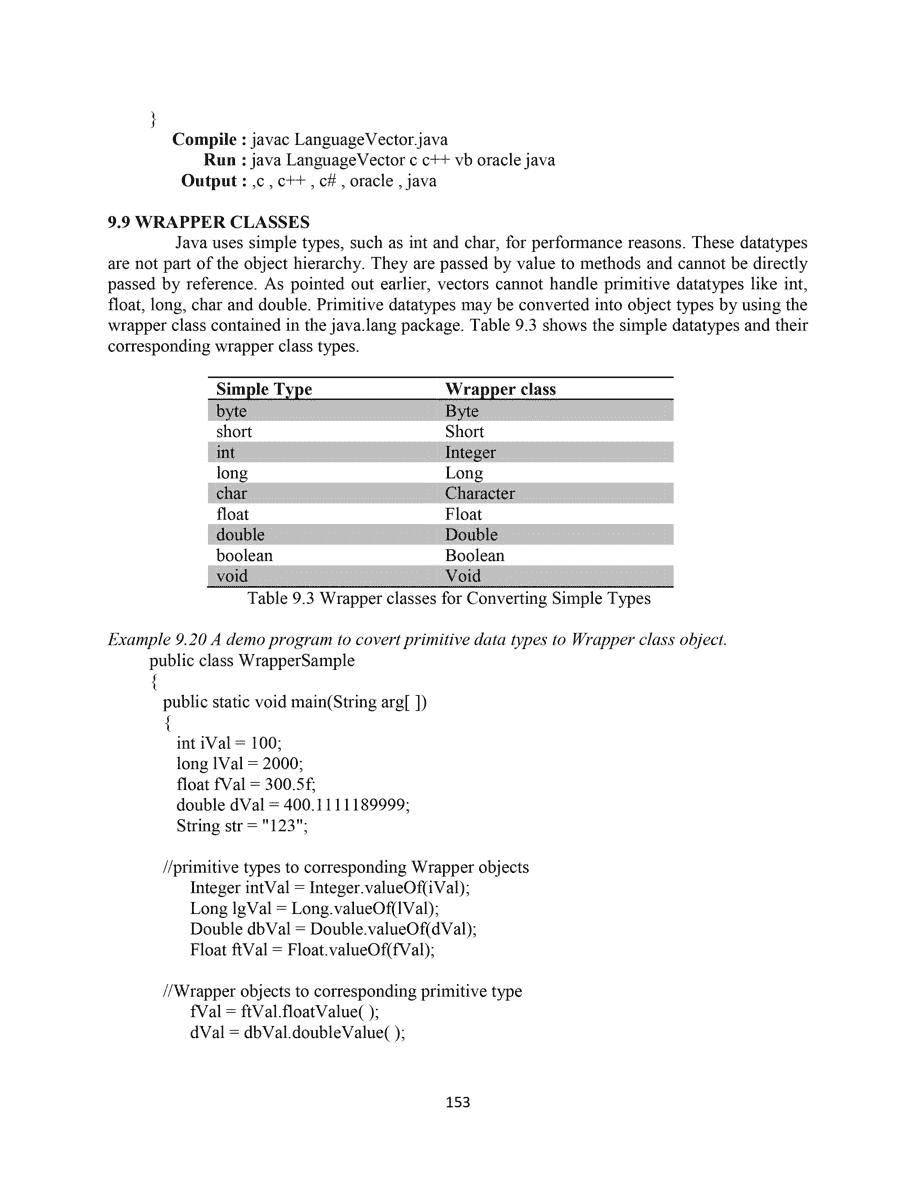 }
Compile : javac LanguageVector.java
Run : java LanguageVector c c++ vb oracle java
Output : ,c , c++ , c# , oracle , java
9.9 WRAPPER CLASSES
Java uses simple types, such as int and char, for performance reasons. These datatypes
are not part of the object hierarchy. They are passed by value to methods and cannot be directly
passed by reference. As pointed out earlier, vectors cannot handle primitive datatypes like int,
float, long, char and double. Primitive datatypes may be converted into object types by using the
wrapper class contained in the java.lang package. Table 9.3 shows the simple datatypes and their
corresponding wrapper class types.
Simple Type Wrapper class
byte Byte
short Short
int Integer
long Long
char Character
float Float
double Double
boolean Boolean
void Void
Table 9.3 Wrapper classes for Converting Simple Types
Example 9.20 A demo program to covert primitive data types to Wrapper class object.
public class WrapperSample
{
public static void main(String arg[ ])
{
int iVal = 100;
long lVal = 2000;
float fVal = 300.5f;
double dVal = 400.1111189999;
String str = "123";
//primitive types to corresponding Wrapper objects
Integer intVal = Integer.valueOf(iVal);
Long lgVal = Long.valueOf(lVal);
Double dbVal = Double.valueOf(dVal);
Float ftVal = Float.valueOf(fVal);
//Wrapper objects to corresponding primitive type
fVal = ftVal.floatValue( );
dVal = dbVal.doubleValue( );
153